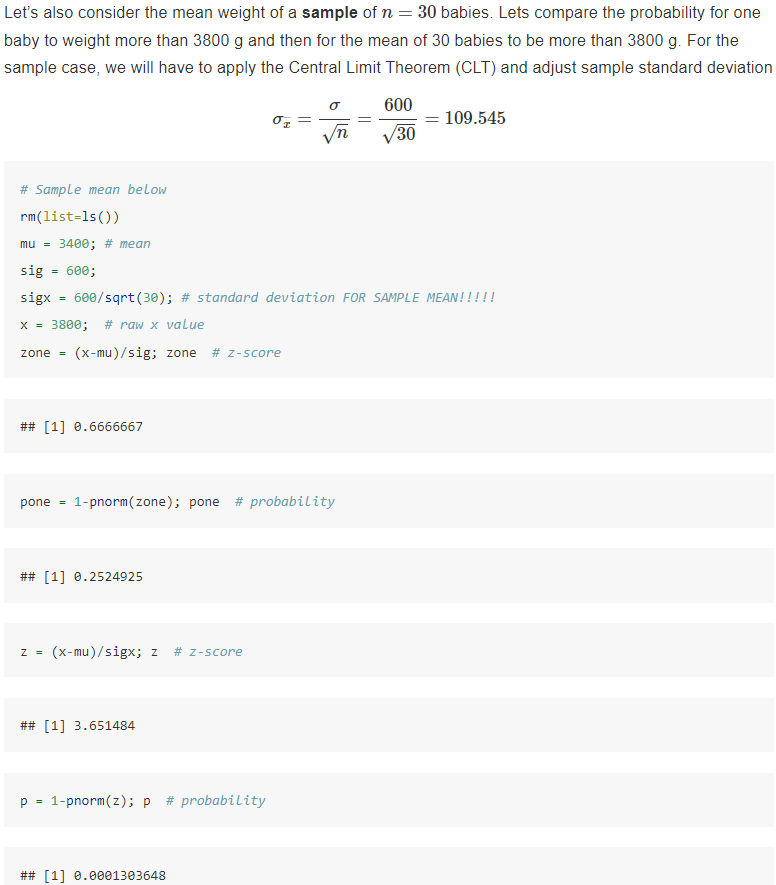 Let's also consider the mean weight of a sample of n = 30 babies. Lets compare the probability for one
baby to weight more than 3800 g and then for the mean of 30 babies to be more than 3800 g. For the
sample case, we will have to apply the Central Limit Theorem (CLT) and adjust sample standard deviation
σx̄ = σ/√n = 600/√30 = 109.545
# Sample mean below
rm(list=ls())
mu = 3400; # mean
sig = 600;
sigx = 600/sqrt(30); # standard deviation FOR SAMPLE MEAN!!!!!
x = 3800;  # raw x value
zone = (x-mu)/sig; zone  # z-score
## [1] 0.6666667
pone = 1-pnorm(zone); pone  # probability
## [1] 0.2524925
z = (x-mu)/sigx; z  # z-score
## [1] 3.651484
p = 1-pnorm(z); p  # probability
## [1] 0.0001303648